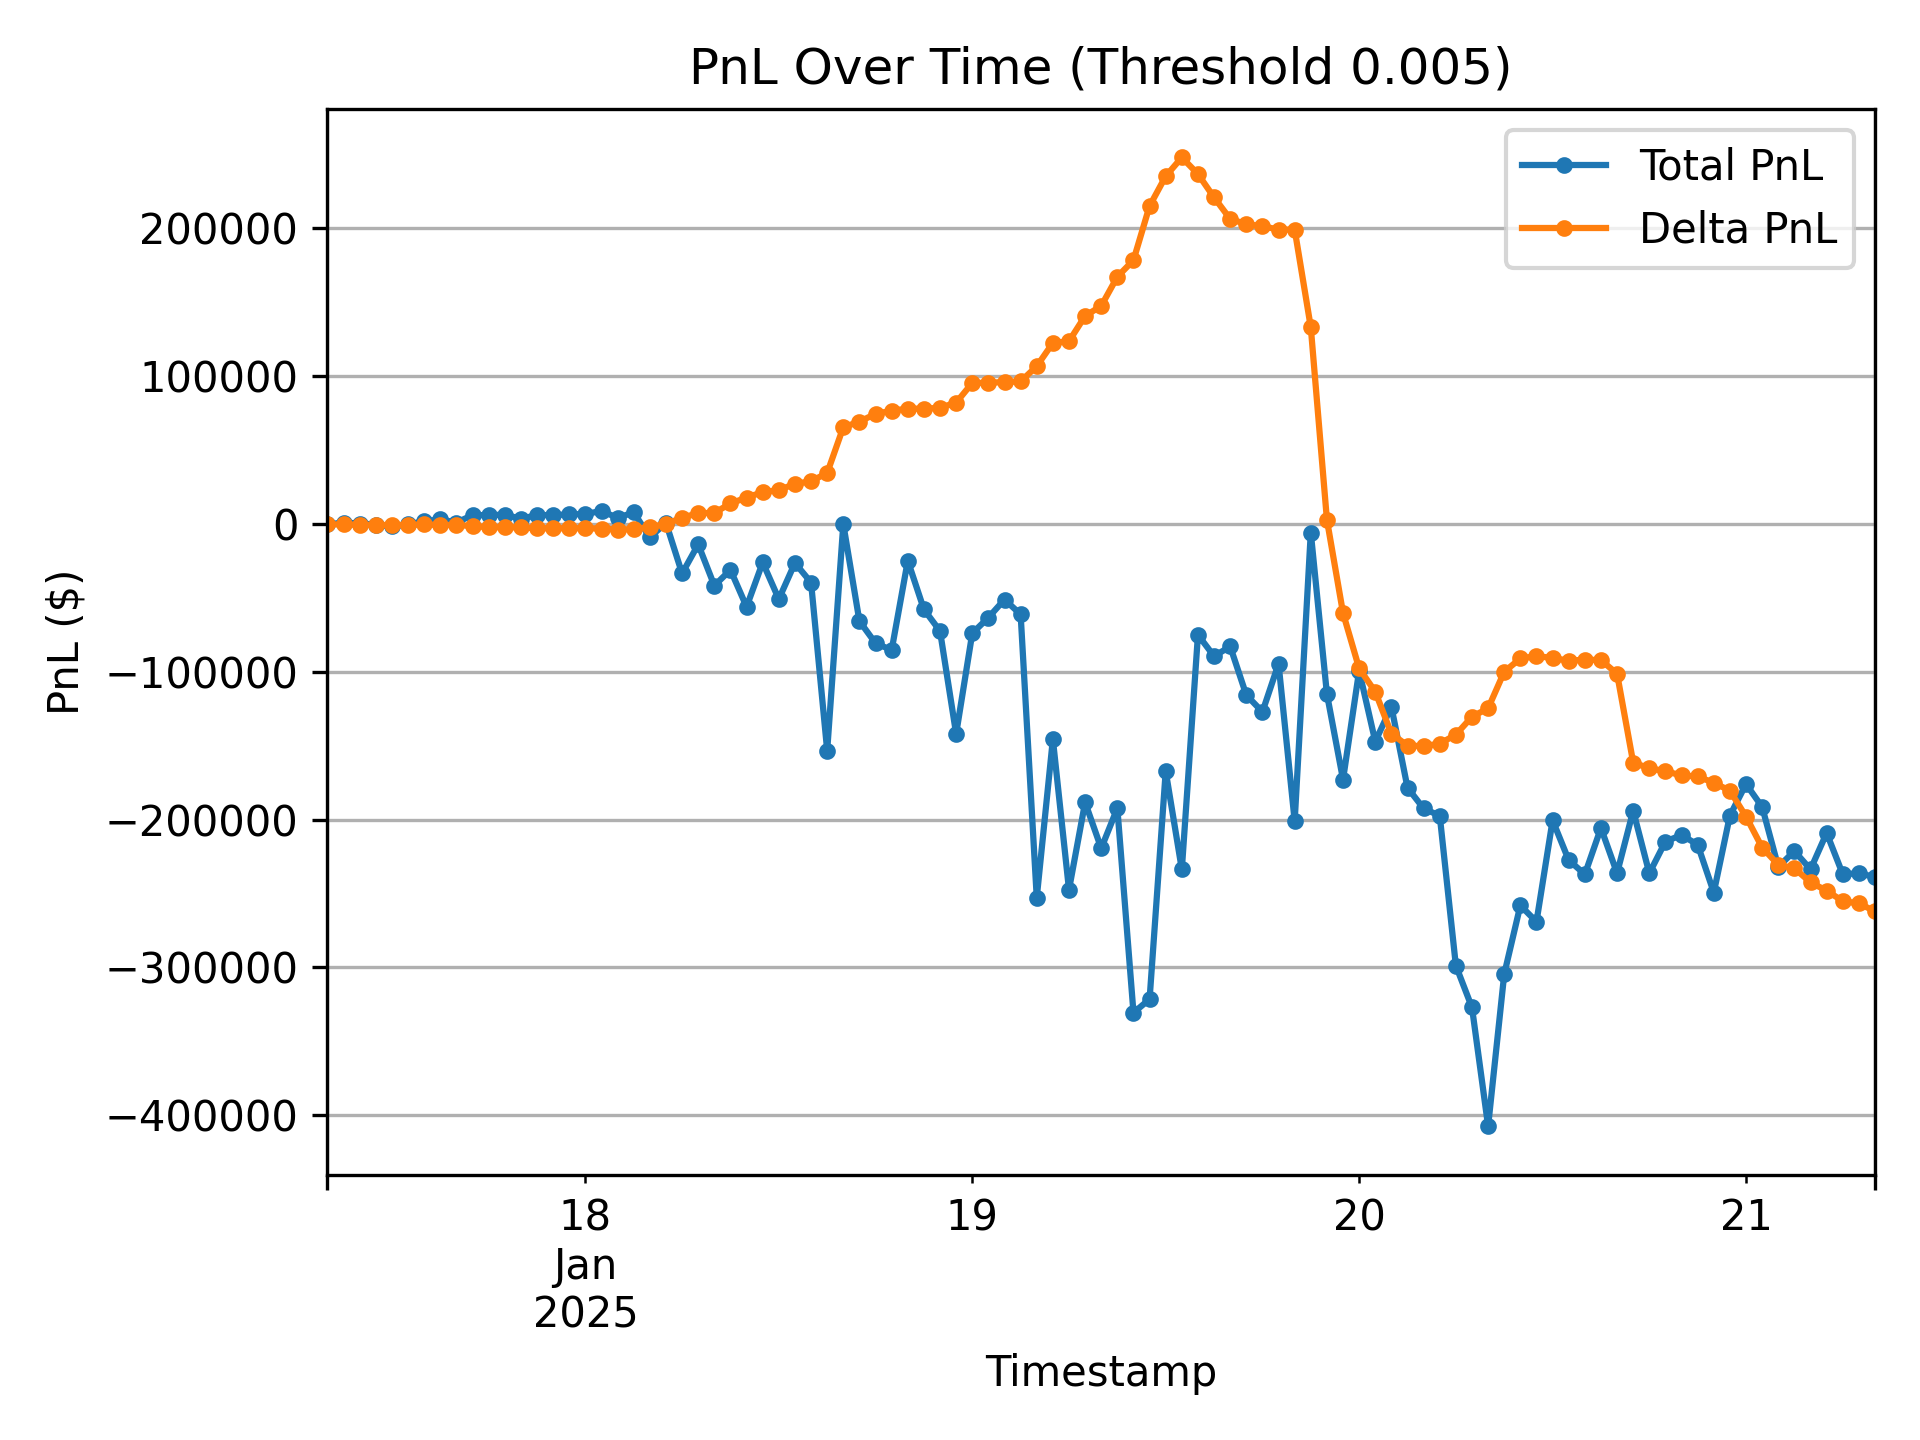 PnL Over Time (Threshold 0.005)
Total PnL
Delta PnL
200000
100000
0
−100000
−200000
−300000
−400000
PnL ($)
18
19
20
21
Jan
2025
Timestamp